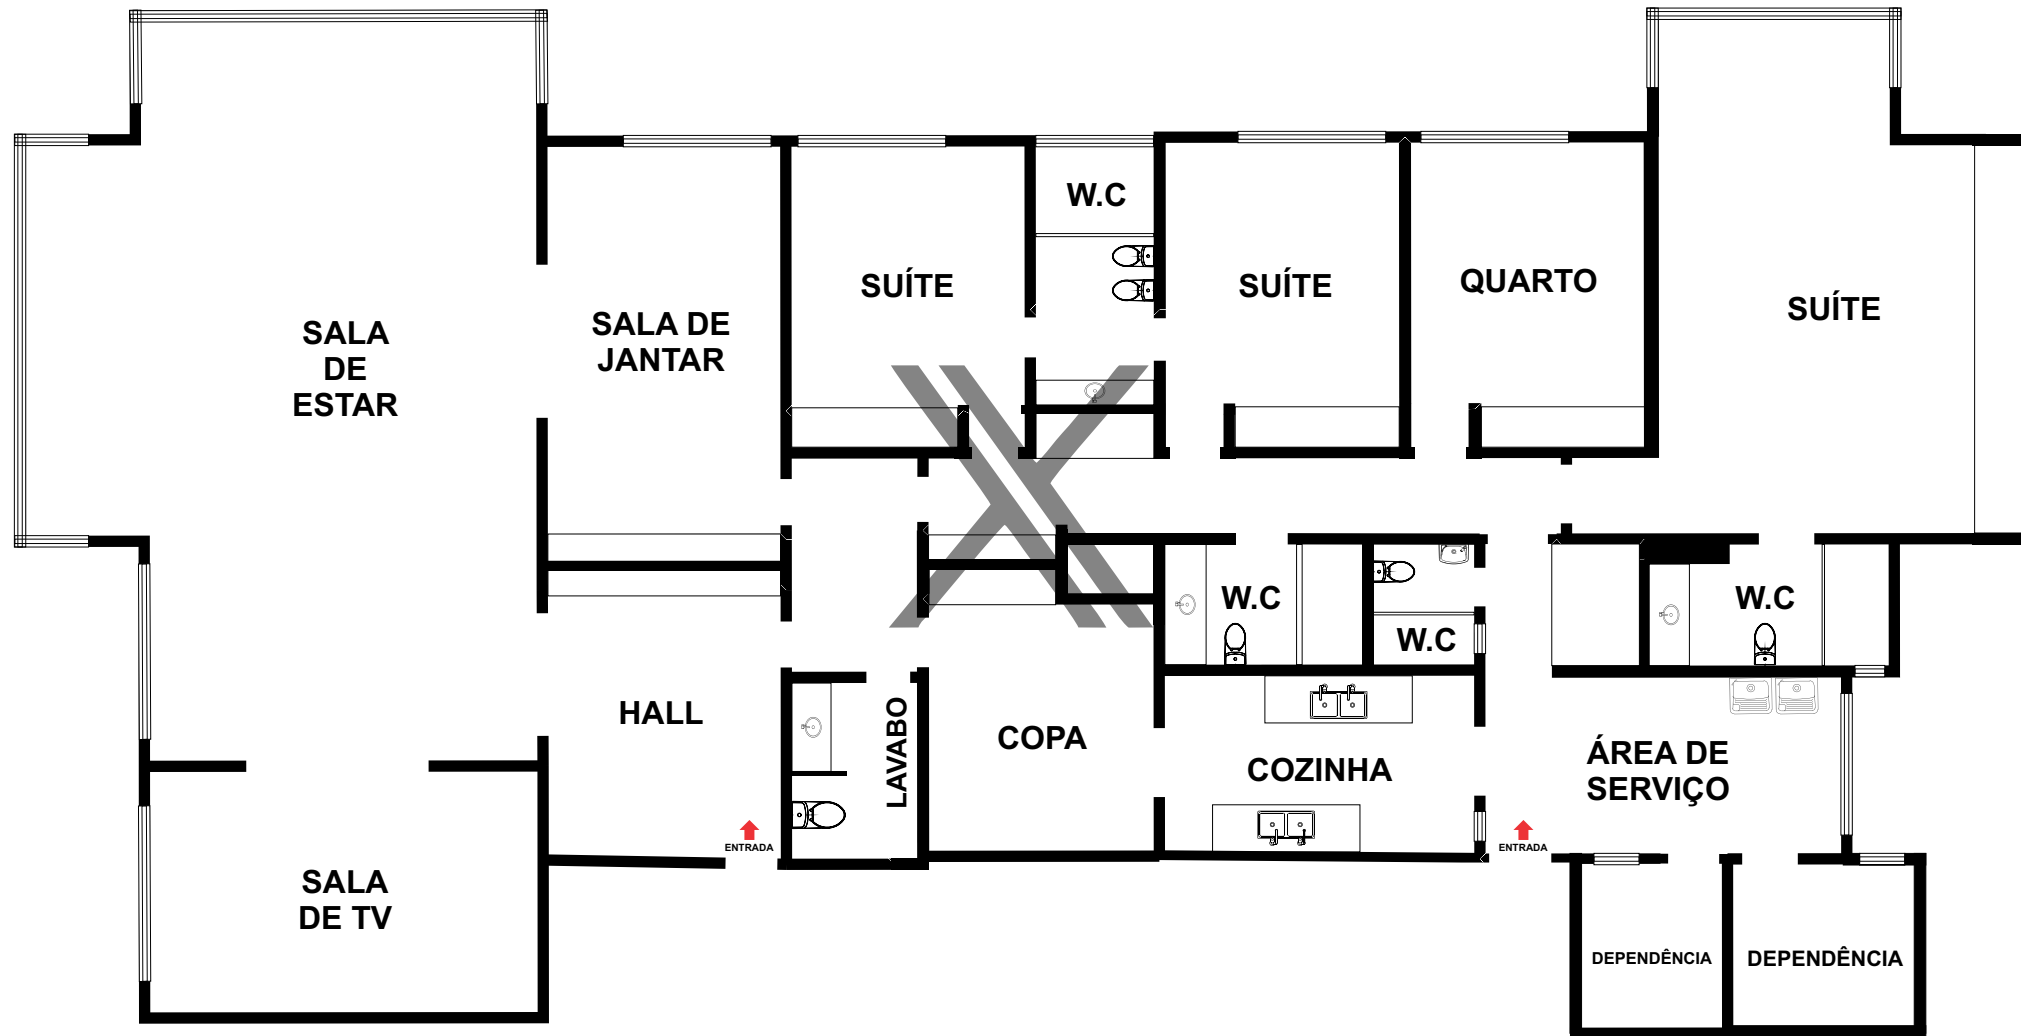 W.C
SUÍTE
SUÍTE
QUARTO
SUÍTE
SALA
DE
ESTAR
SALA DE
JANTAR
W.C
W.C
W.C
HALL
LAVABO
COPA
COZINHA
ÁREA DE
SERVIÇO
ENTRADA
ENTRADA
SALA
DE TV
DEPENDÊNCIA
DEPENDÊNCIA